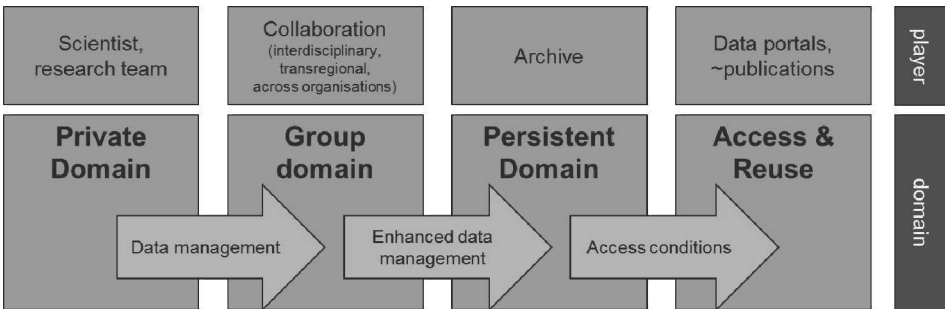 Scientist,
research team
Collaboration
(interdisciplinary,
transregional,
across organisations)
Archive
Data portals,
~publications
player
Private
Domain
Group
domain
Persistent
Domain
Access &
Reuse
domain
Data management
Enhanced data
management
Access conditions